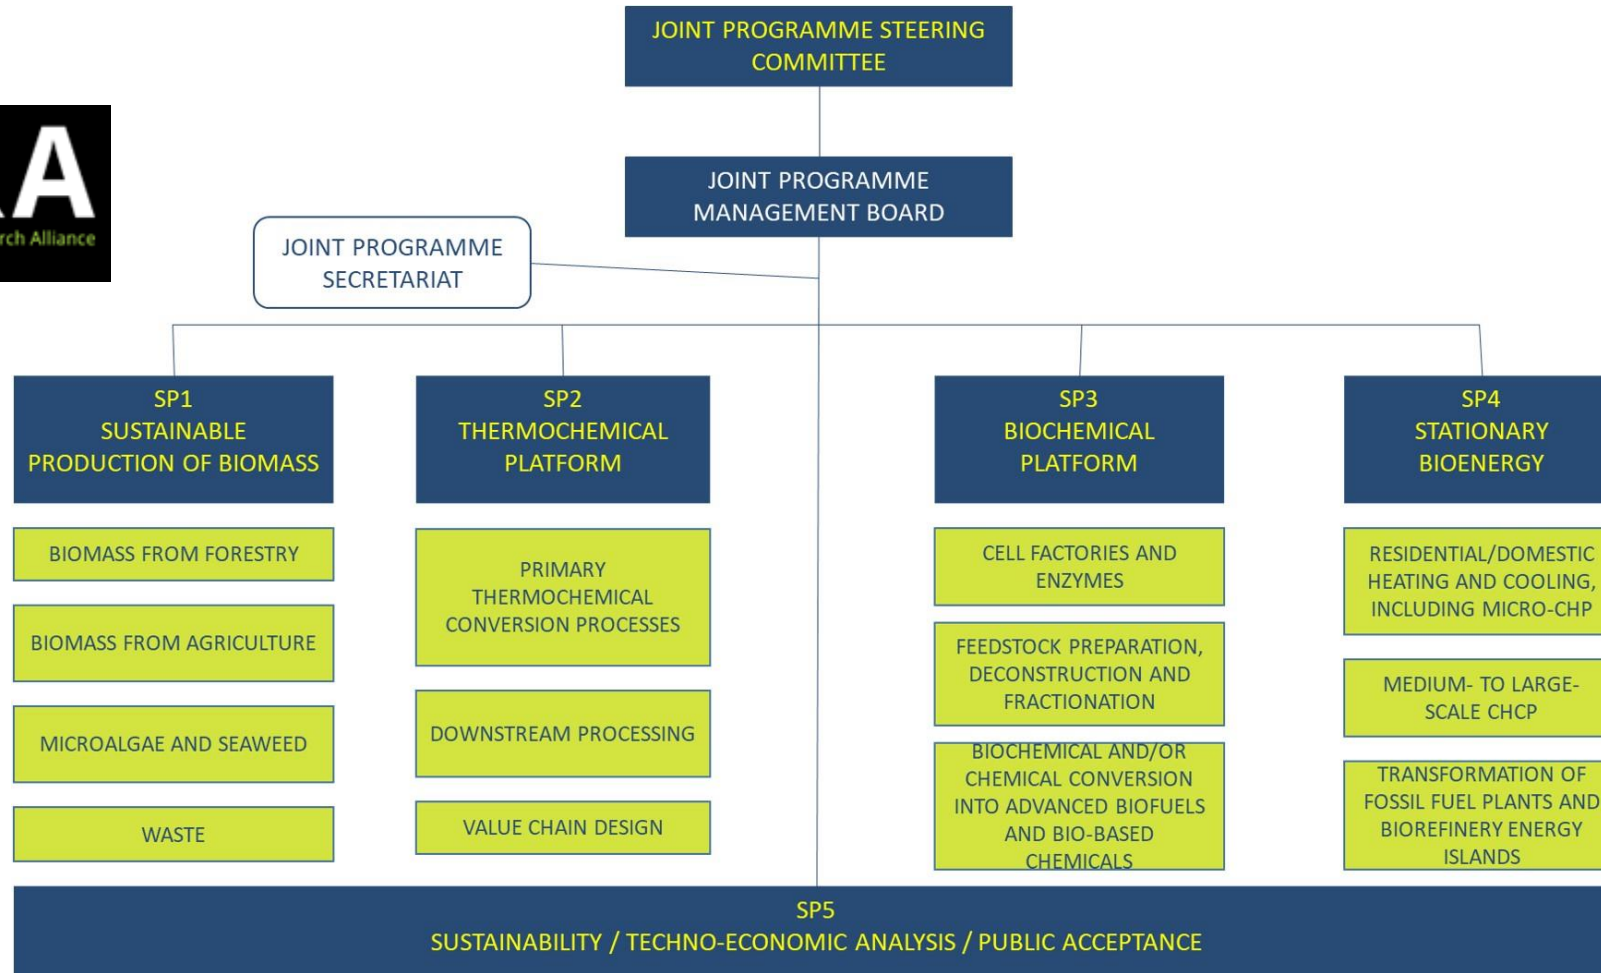 JOINT PROGRAMME STEERING
COMMITTEE
A
rch Alliance
JOINT PROGRAMME
MANAGEMENT BOARD
JOINT PROGRAMME
SECRETARIAT
SP1
SUSTAINABLE
PRODUCTION OF BIOMASS
BIOMASS FROM FORESTRY
BIOMASS FROM AGRICULTURE
MICROALGAE AND SEAWEED
WASTE
SP2
THERMOCHEMICAL
PLATFORM
PRIMARY
THERMOCHEMICAL
CONVERSION PROCESSES
DOWNSTREAM PROCESSING
VALUE CHAIN DESIGN
SP3
BIOCHEMICAL
PLATFORM
CELL FACTORIES AND
ENZYMES
FEEDSTOCK PREPARATION,
DECONSTRUCTION AND
FRACTIONATION
BIOCHEMICAL AND/OR
CHEMICAL CONVERSION
INTO ADVANCED BIOFUELS
AND BIO-BASED
CHEMICALS
SP4
STATIONARY
BIOENERGY
RESIDENTIAL/DOMESTIC
HEATING AND COOLING,
INCLUDING MICRO-CHP
MEDIUM- TO LARGE-
SCALE CHCP
TRANSFORMATION OF
FOSSIL FUEL PLANTS AND
BIOREFINERY ENERGY
ISLANDS
SP5
SUSTAINABILITY / TECHNO-ECONOMIC ANALYSIS / PUBLIC ACCEPTANCE